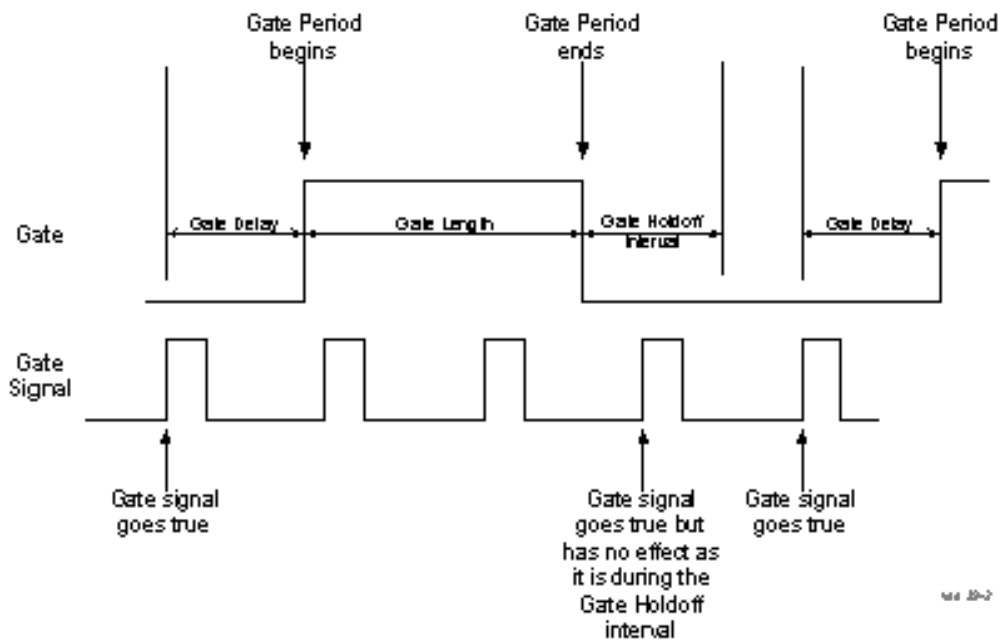 Gate Period
begins
Gate Period
ends
Gate Period
begins
Gate
Gate Delay
Gate Length
Gate Holdoff
Interval
Gate Delay
Gate
Signal
Gate signal
goes true
Gate signal
goes true but
has no effect as
it is during the
Gate Holdoff
interval
Gate signal
goes true